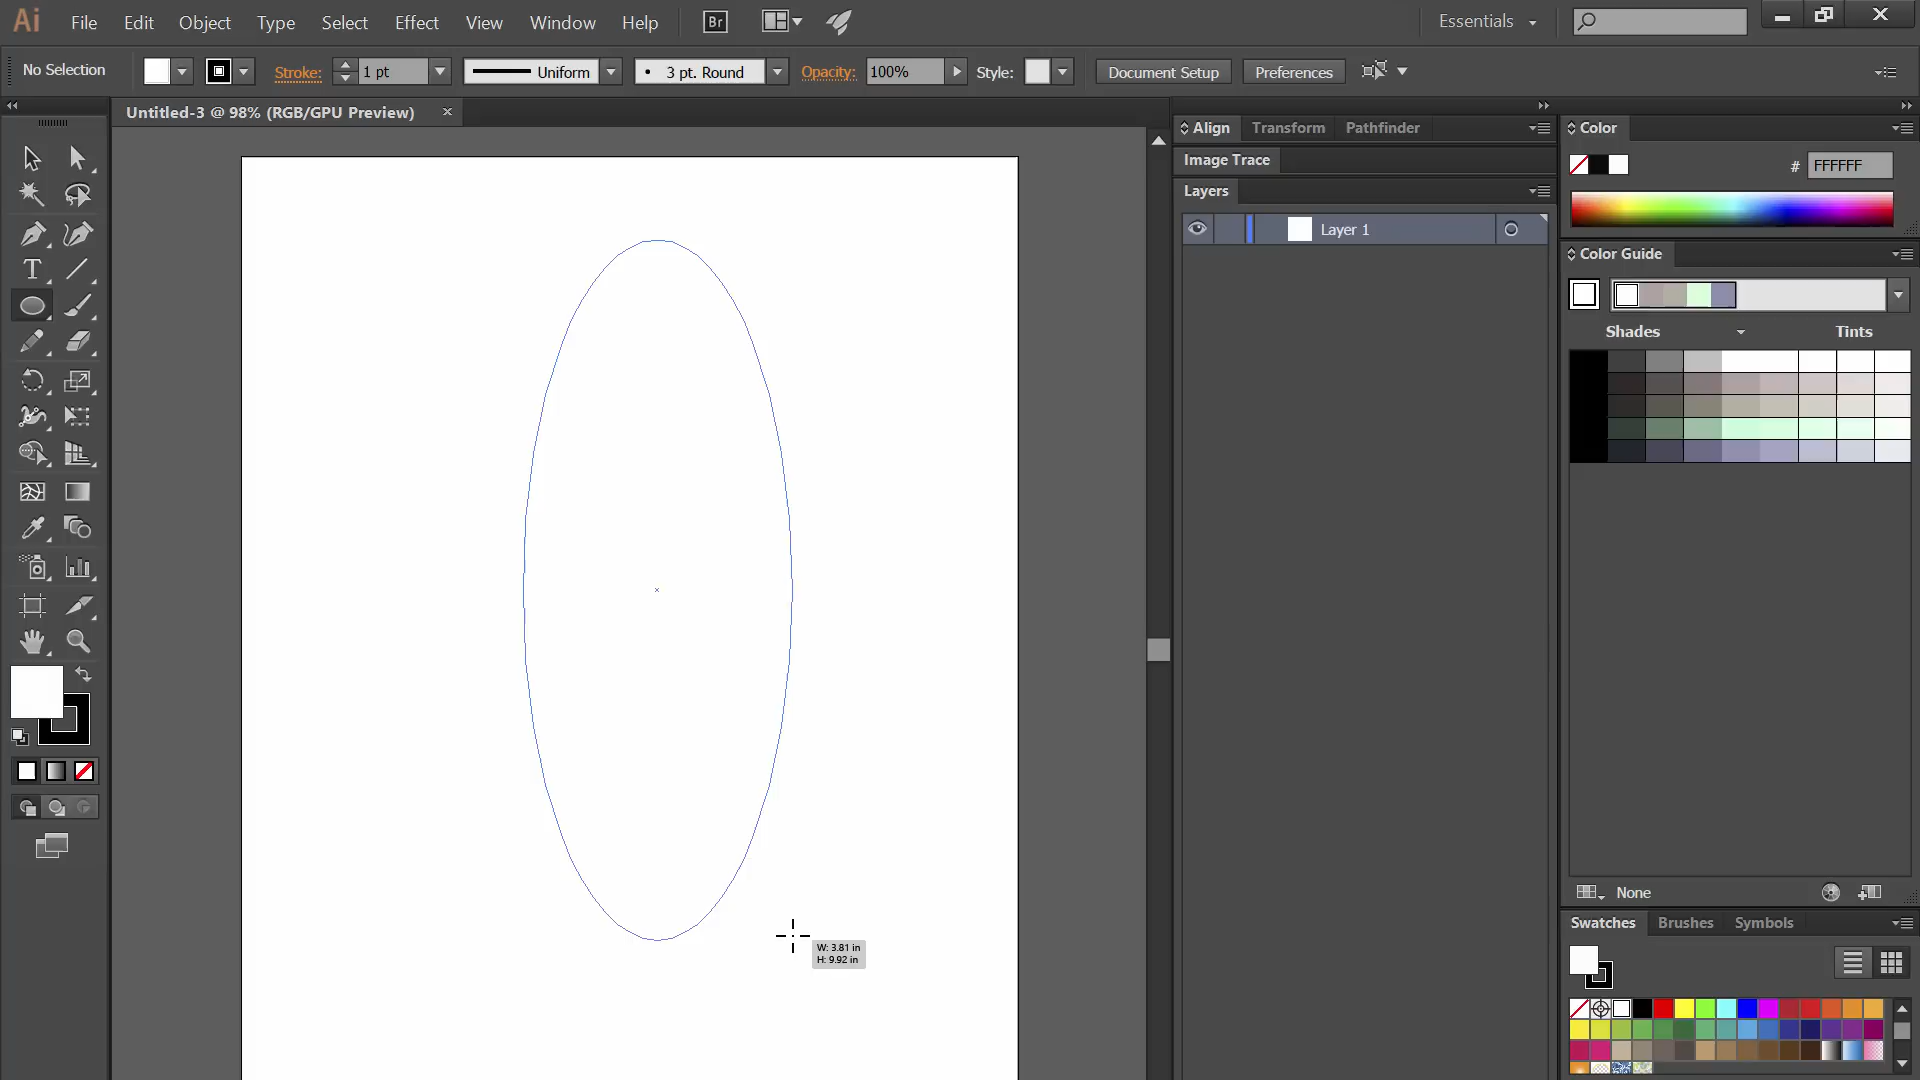 Ai File Edit Object Type Select Effect View Window Help Br Essentials
No Selection Stroke: 1 pt Uniform 3 pt. Round Opacity: 100% Style: Document Setup Preferences
Untitled-3 @ 98% (RGB/GPU Preview) ×
Align Transform Pathfinder
Image Trace
Layers
Layer 1
Color
# FFFFFF
Color Guide
Shades Tints
None
Swatches Brushes Symbols
T
W: 3.81 in
H: 9.92 in